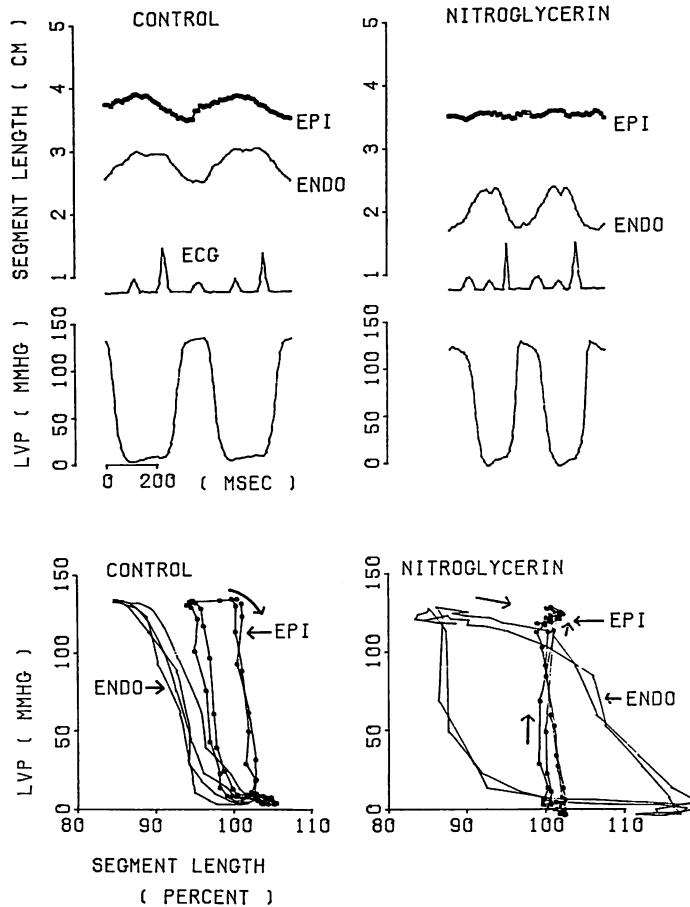 CONTROL
NITROGLYCERIN
SEGMENT LENGTH ( CM )
5
4
3
2
1
EPI
ENDO
ECG
5
4
3
2
1
EPI
ENDO
LVP ( MMHG )
150
100
50
0
0 200 ( MSEC )
150
100
50
0
CONTROL
NITROGLYCERIN
LVP ( MMHG )
150
100
50
0
EPI
ENDO
80 90 100 110
150
100
50
0
EPI
ENDO
80 90 100 110
SEGMENT LENGTH
( PERCENT )